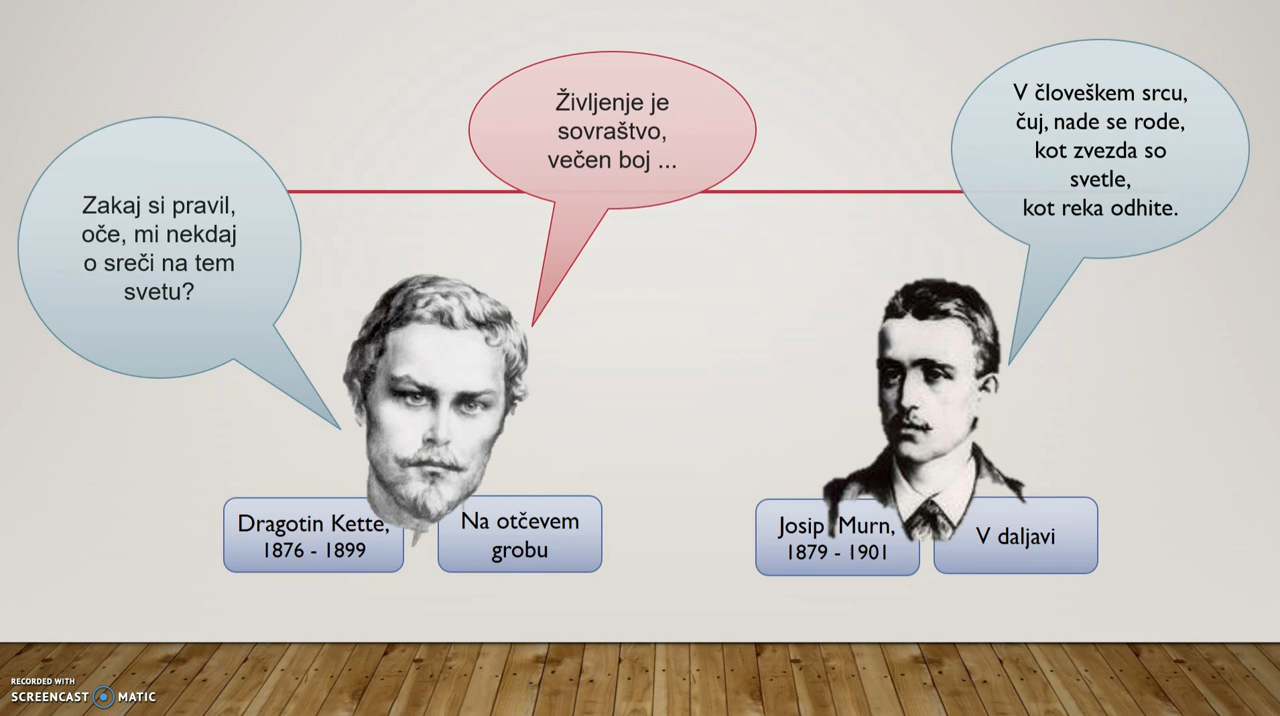 Zakaj si pravil,
oče, mi nekdaj
o sreči na tem
svetu?
Življenje je
sovraštvo,
večen boj ...
V človeškem srcu,
čuj, nade se rode,
kot zvezda so
svetle,
kot reka odhite.
Dragotin Kette,
1876 - 1899
Na otčevem
grobu
Josip Murn,
1879 - 1901
V daljavi
RECORDED WITH
SCREENCAST MATIC